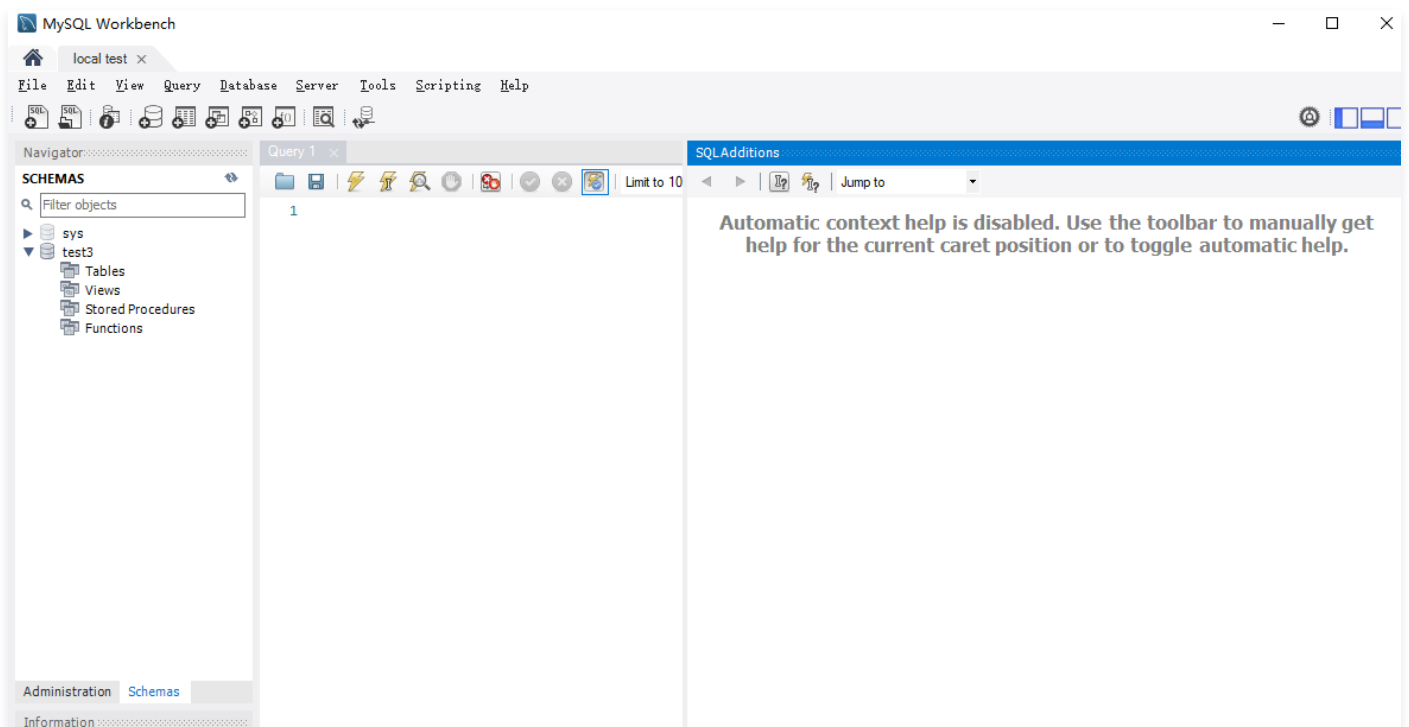 MySQL Workbench
local test
File Edit View Query Database Server Tools Scripting Help
Navigator
Query 1
SQLAdditions
SCHEMAS
Limit to 10
Jump to
Filter objects
1
Automatic context help is disabled. Use the toolbar to manually get
help for the current caret position or to toggle automatic help.
sys
test3
Tables
Views
Stored Procedures
Functions
Administration Schemas
Information